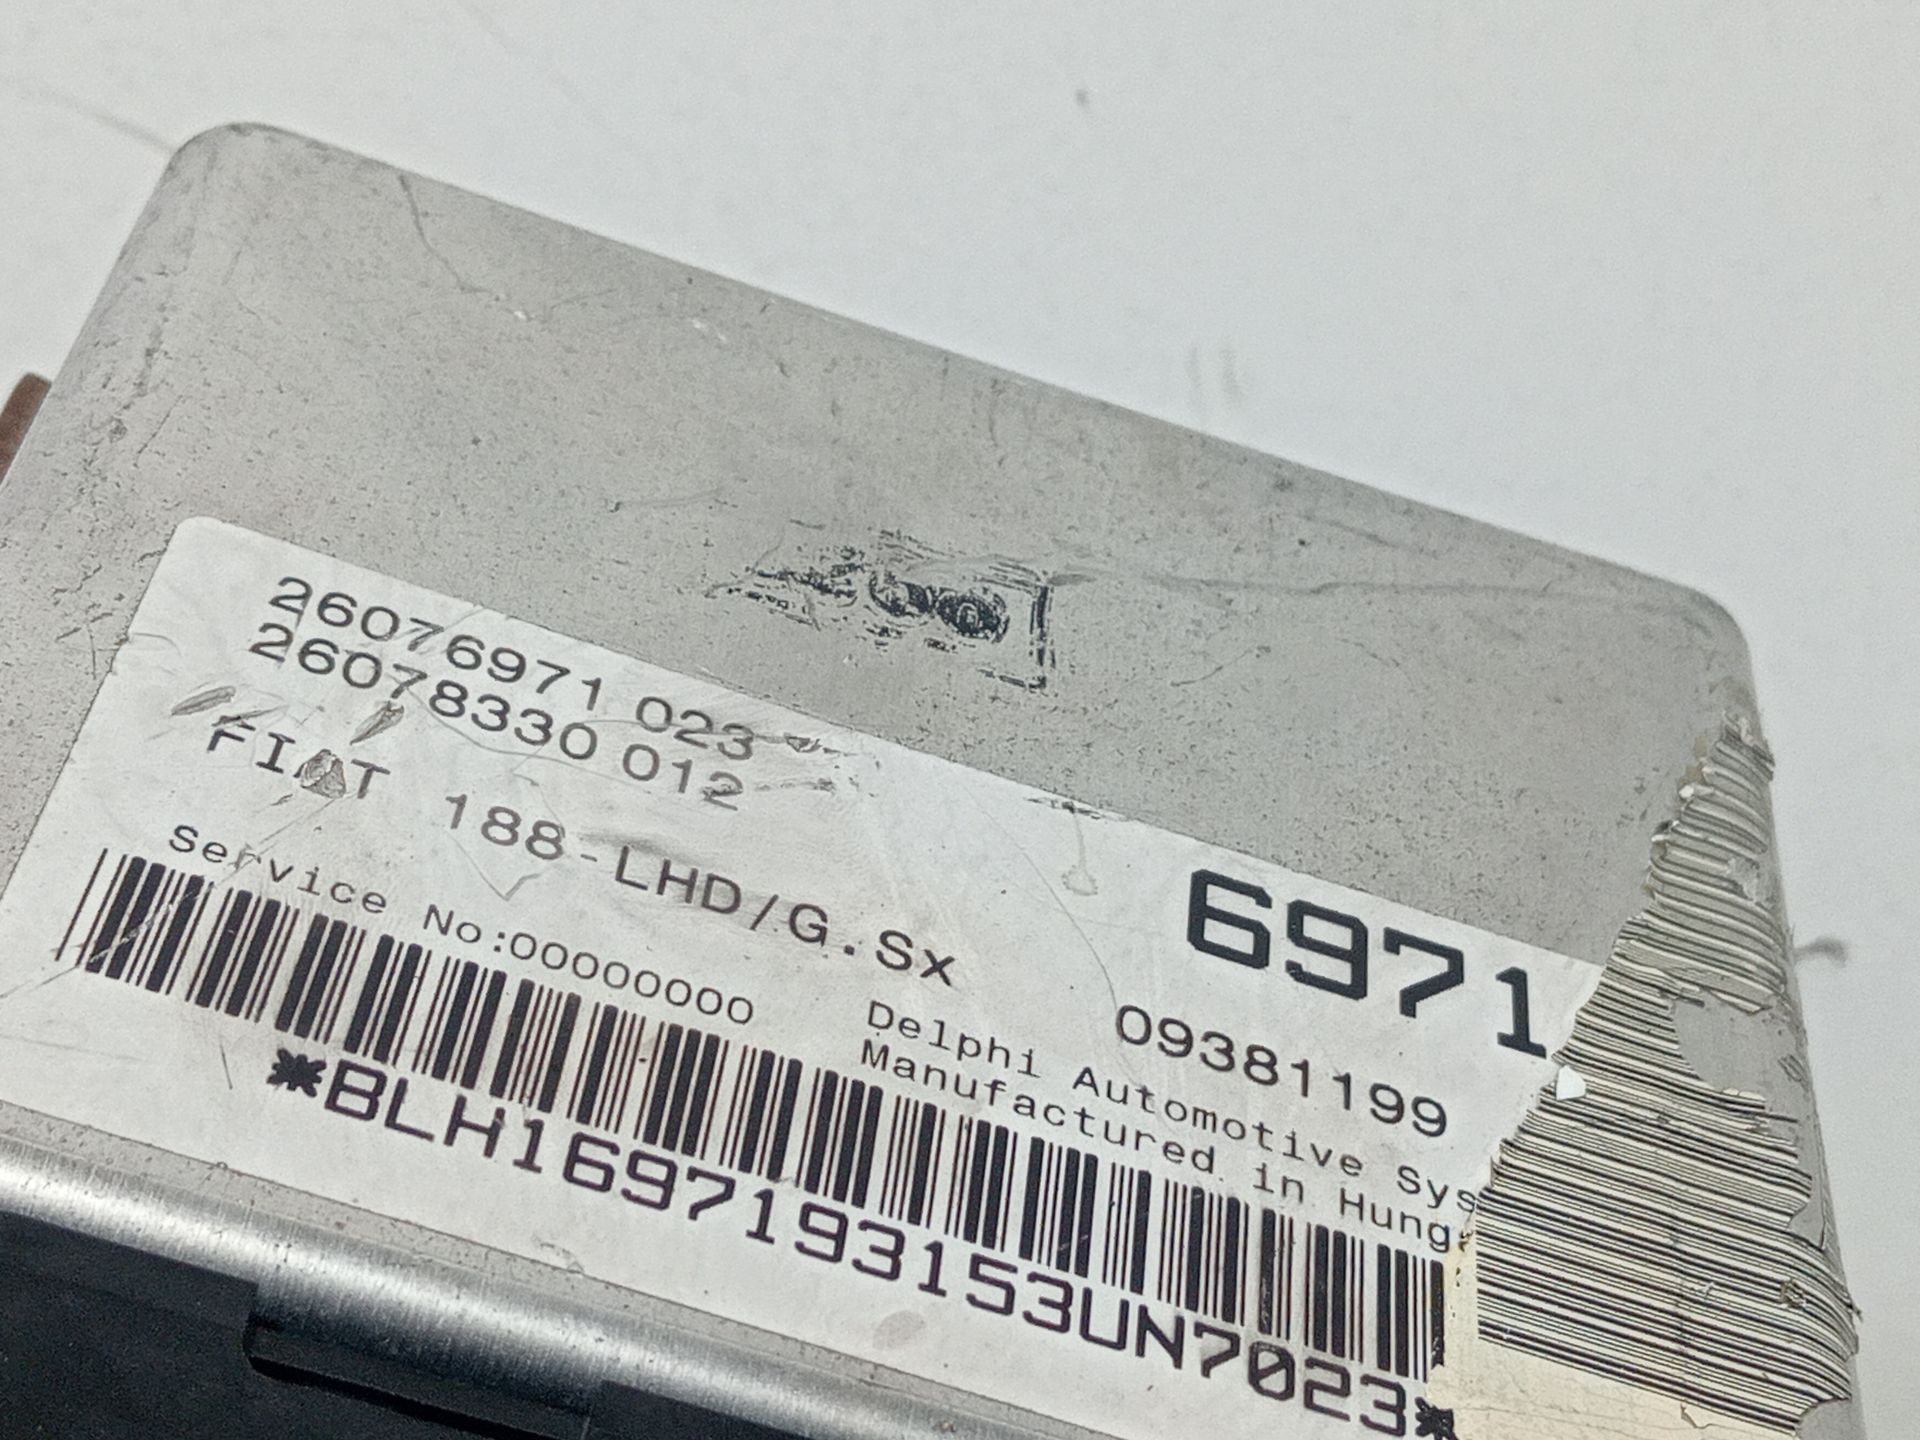 26076971 023
26078330 012
FIAT 188-LHD/G.Sx
6971
Service No:00000000
09381199
Delphi Automotive Sys
Manufactured in Hung
*BLH1697193153UN7023*